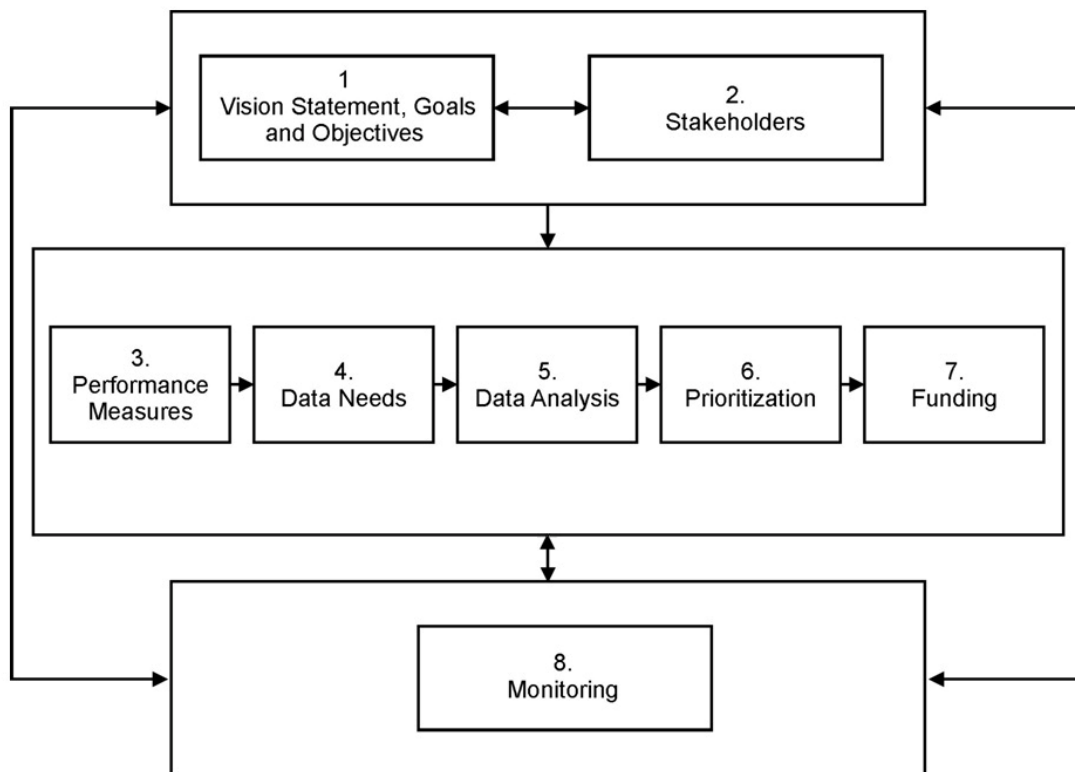 1
Vision Statement, Goals
and Objectives
2.
Stakeholders
3.
Performance
Measures
4.
Data Needs
5.
Data Analysis
6.
Prioritization
7.
Funding
8.
Monitoring